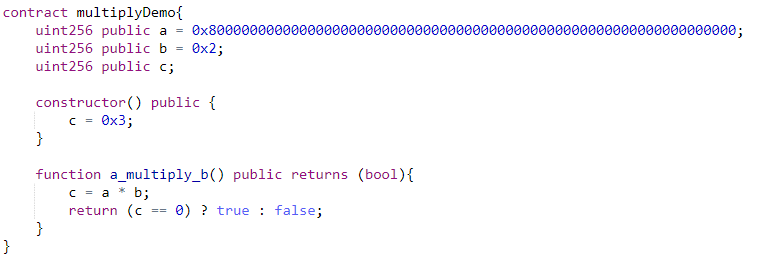 contract multiplyDemo{
    uint256 public a = 0x8000000000000000000000000000000000000000000000000000000000000000;
    uint256 public b = 0x2;
    uint256 public c;

    constructor() public {
        c = 0x3;
    }

    function a_multiply_b() public returns (bool){
        c = a * b;
        return (c == 0) ? true : false;
    }
}